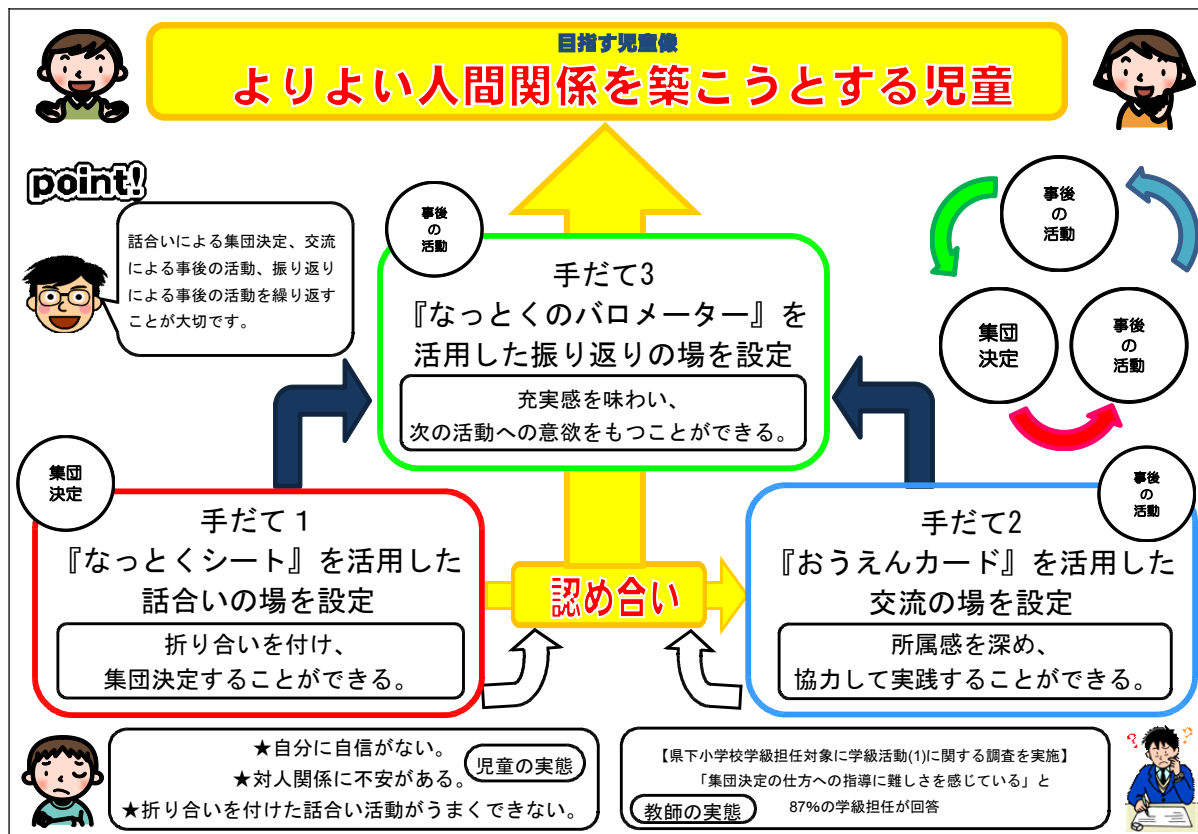 目指す児童像
よりよい人間関係を築こうとする児童
point!
話合いによる集団決定、交流
による事後の活動、振り返り
による事後の活動を繰り返す
ことが大切です。
事後
の
活動
手だて3
『なっとくのバロメーター』を
活用した振り返りの場を設定
充実感を味わい、
次の活動への意欲をもつことができる。
事後
の
活動
集団
決定
事後
の
活動
集団
決定
手だて１
『なっとくシート』を活用した
話合いの場を設定
折り合いを付け、
集団決定することができる。
認め合い
事後
の
活動
手だて2
『おうえんカード』を活用した
交流の場を設定
所属感を深め、
協力して実践することができる。
★自分に自信がない。
★対人関係に不安がある。
★折り合いを付けた話合い活動がうまくできない。
児童の実態
【県下小学校学級担任対象に学級活動(1)に関する調査を実施】
「集団決定の仕方への指導に難しさを感じている」と
87%の学級担任が回答
教師の実態
? ?